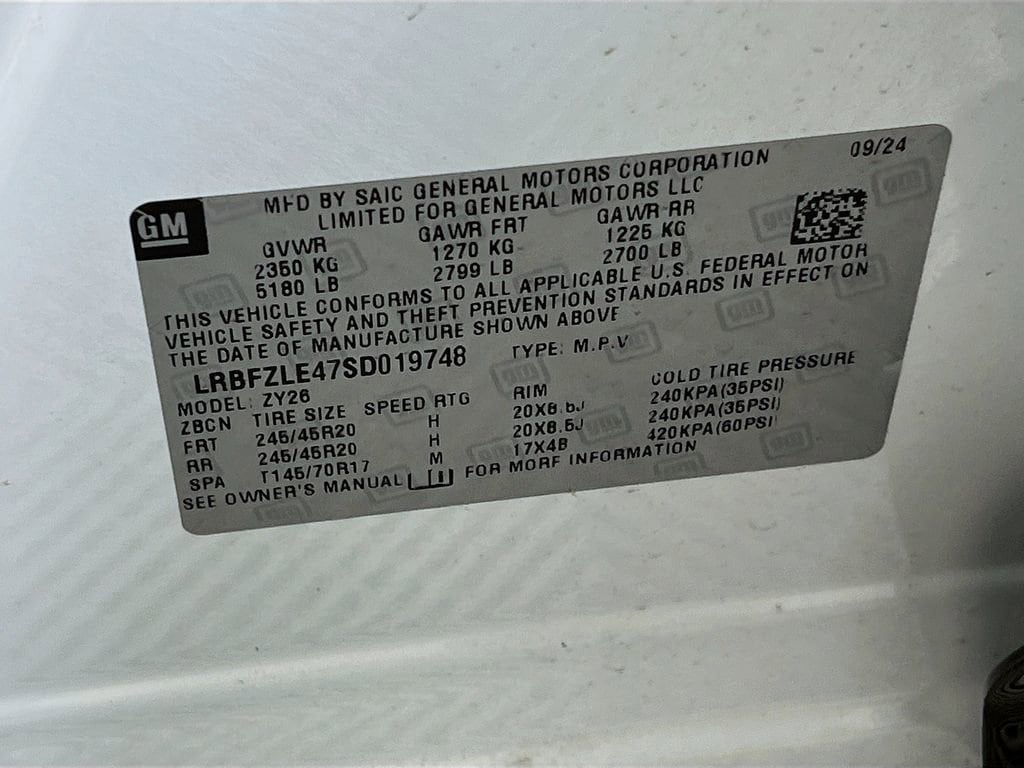 GM
MFD BY SAIC GENERAL MOTORS CORPORATION
09/24
LIMITED FOR GENERAL MOTORS LLC
GVWR GAWR FRT GAWR RR
2350 KG 1270 KG 1225 KG
5180 LB 2799 LB 2700 LB
THIS VEHICLE CONFORMS TO ALL APPLICABLE U.S. FEDERAL MOTOR
VEHICLE SAFETY AND THEFT PREVENTION STANDARDS IN EFFECT ON
THE DATE OF MANUFACTURE SHOWN ABOVE
LRBFZLE47SD019748 TYPE: M.P.V
MODEL: ZY26
ZBCN TIRE SIZE SPEED RTG RIM COLD TIRE PRESSURE
FRT 245/45R20 H 20X8.5J 240KPA(35PSI)
RR 245/45R20 H 20X8.5J 240KPA(35PSI)
SPA T145/70R17 M 17X4B 420KPA(60PSI)
SEE OWNER'S MANUAL FOR MORE INFORMATION